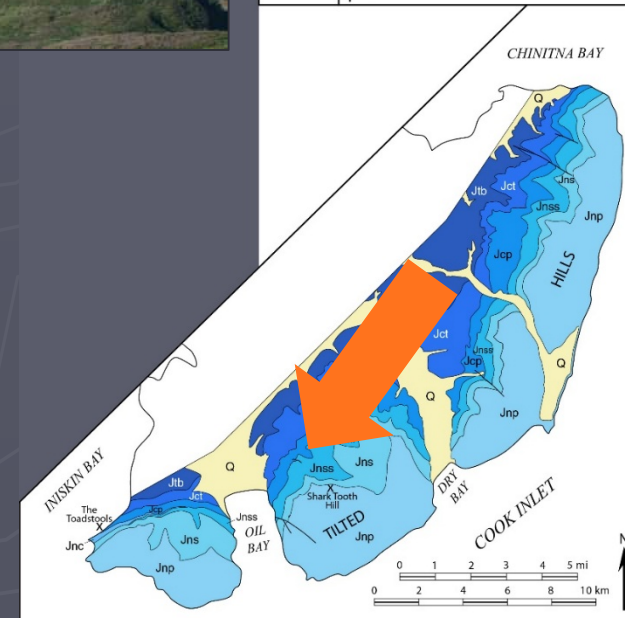 CHINITNA BAY
Q
Jns
Jtb
Jct
Jnss
Jnp
Jcp
HILLS
Jct
Jnss
Jcp
Q
Q
Jnp
INISKIN BAY
Q
Jnss
Jns
Jtb
Jct
Shark Tooth
Hill
DRY
BAY
The
Toadstools
Jcp
Jnss
OIL
BAY
TILTED
COOK INLET
Jnc
Jns
Jnp
Jnp
N
0 1 2 3 4 5 mi
0 2 4 6 8 10 km